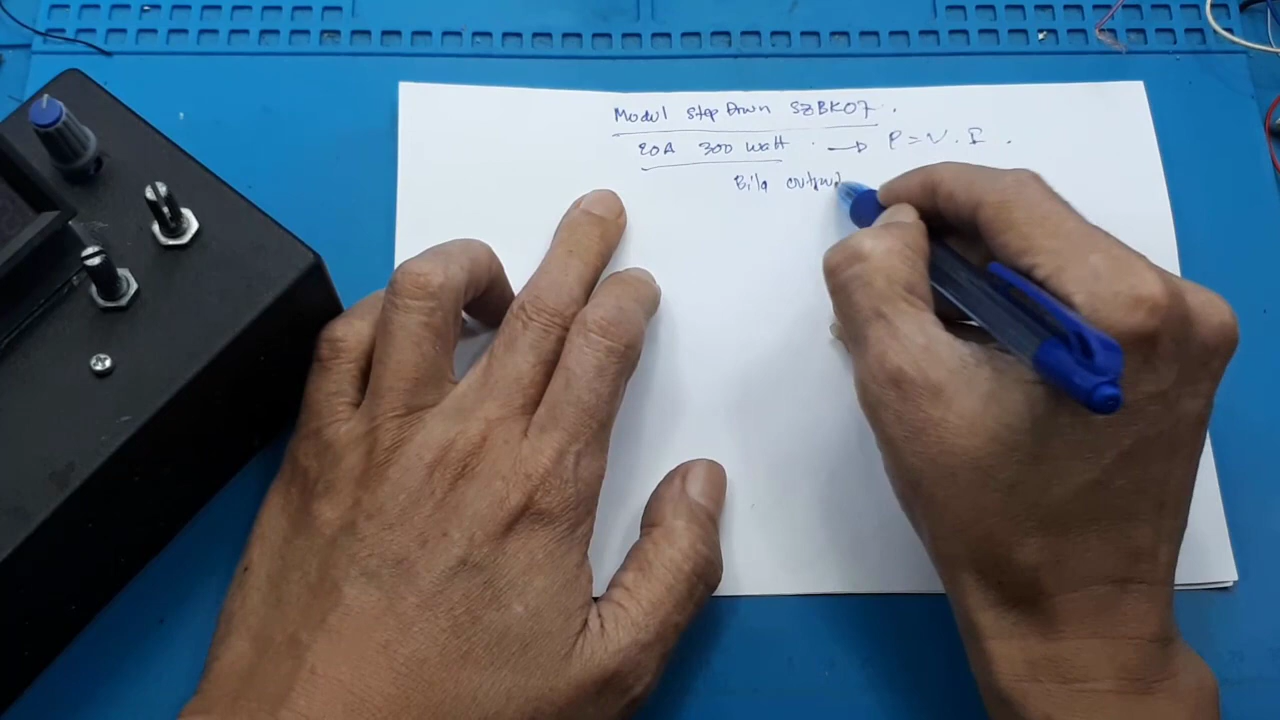 Modul Step Down SZBK07.
20A 300 watt . → P = V . I .
Bila output